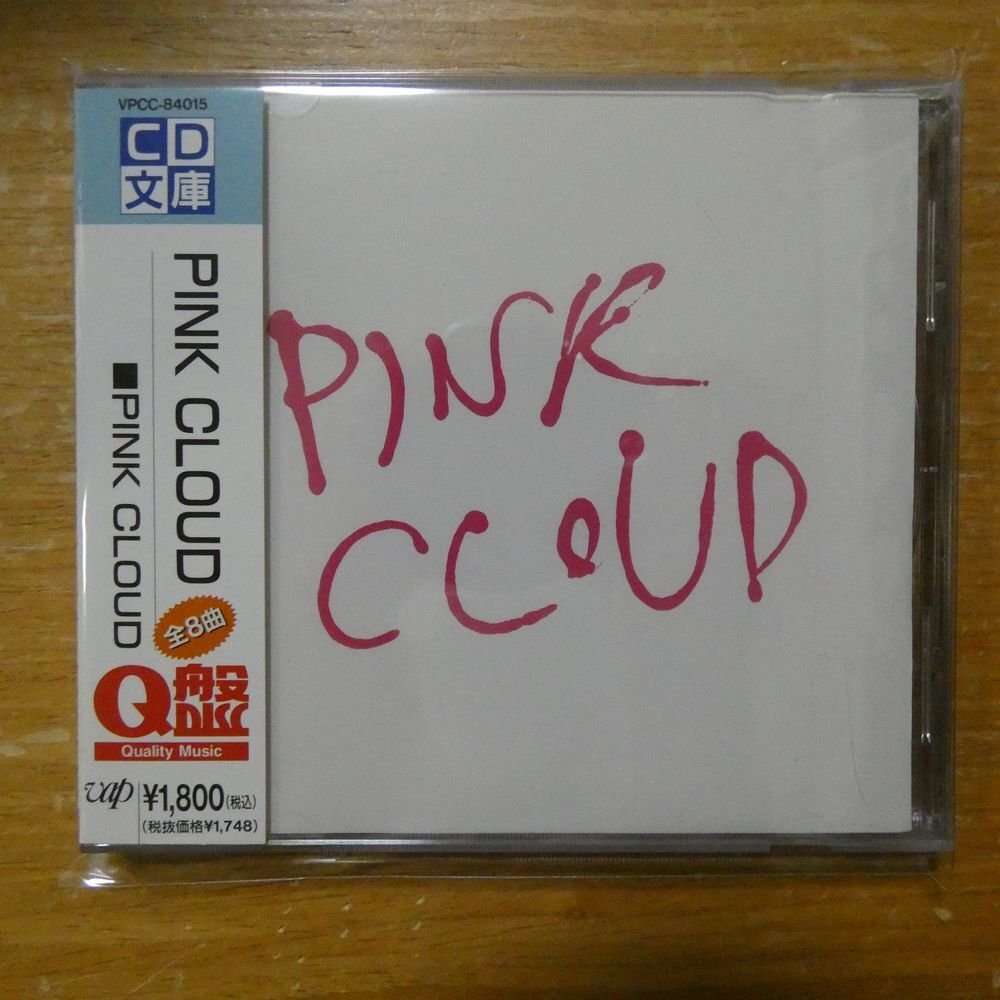 VPCC-84015
CD
文庫
PINK CLOUD
■PINK CLOUD
全8曲
Q盤
DISC
Quality Music
vap
¥1,800(税込)
(税抜価格¥1,748)
PINK
CLOUD